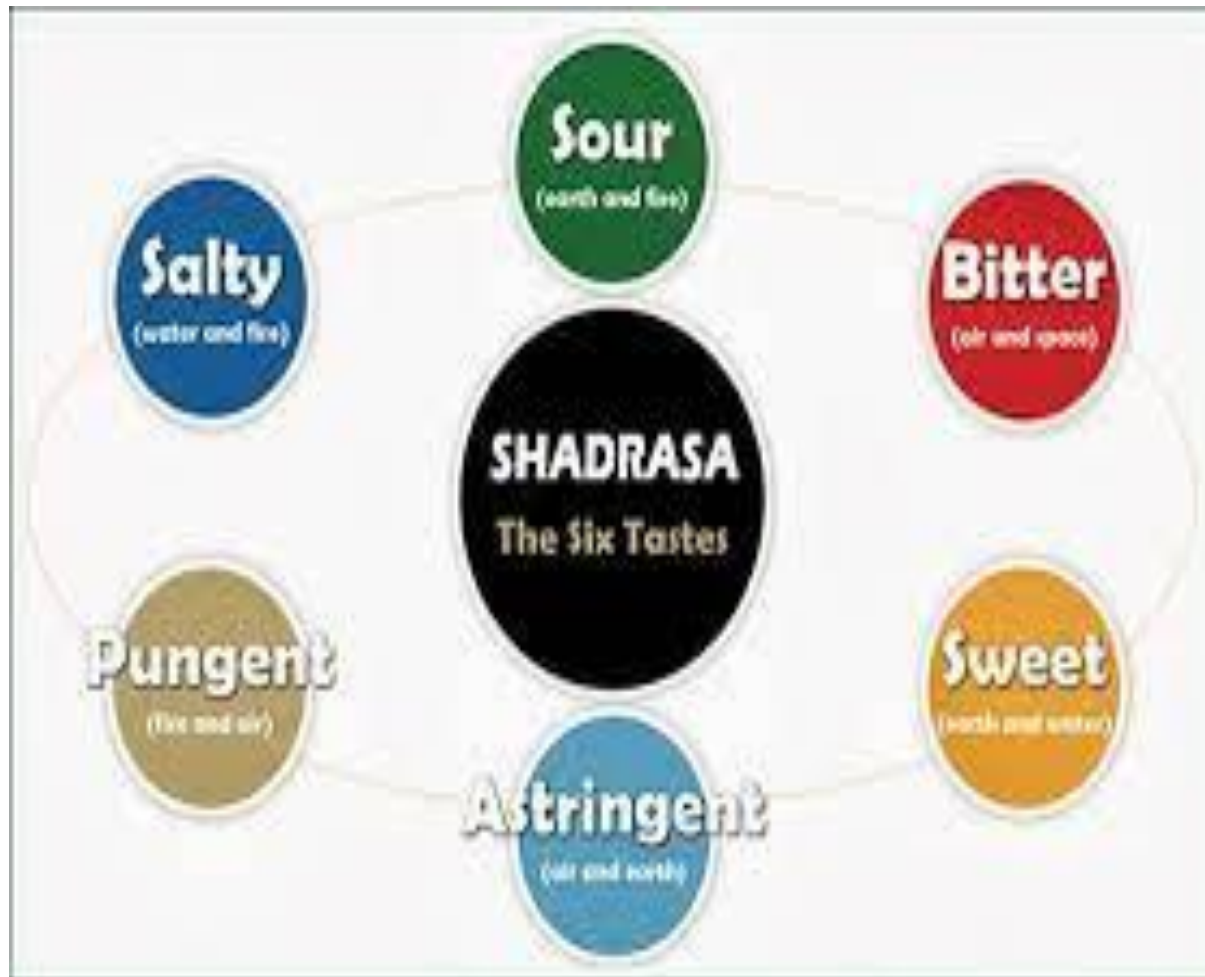 Sour
(earth and fire)
Salty
(water and fire)
Bitter
(air and space)
SHADRASA
The Six Tastes
Pungent
(fire and air)
Sweet
(earth and water)
Astringent
(air and earth)